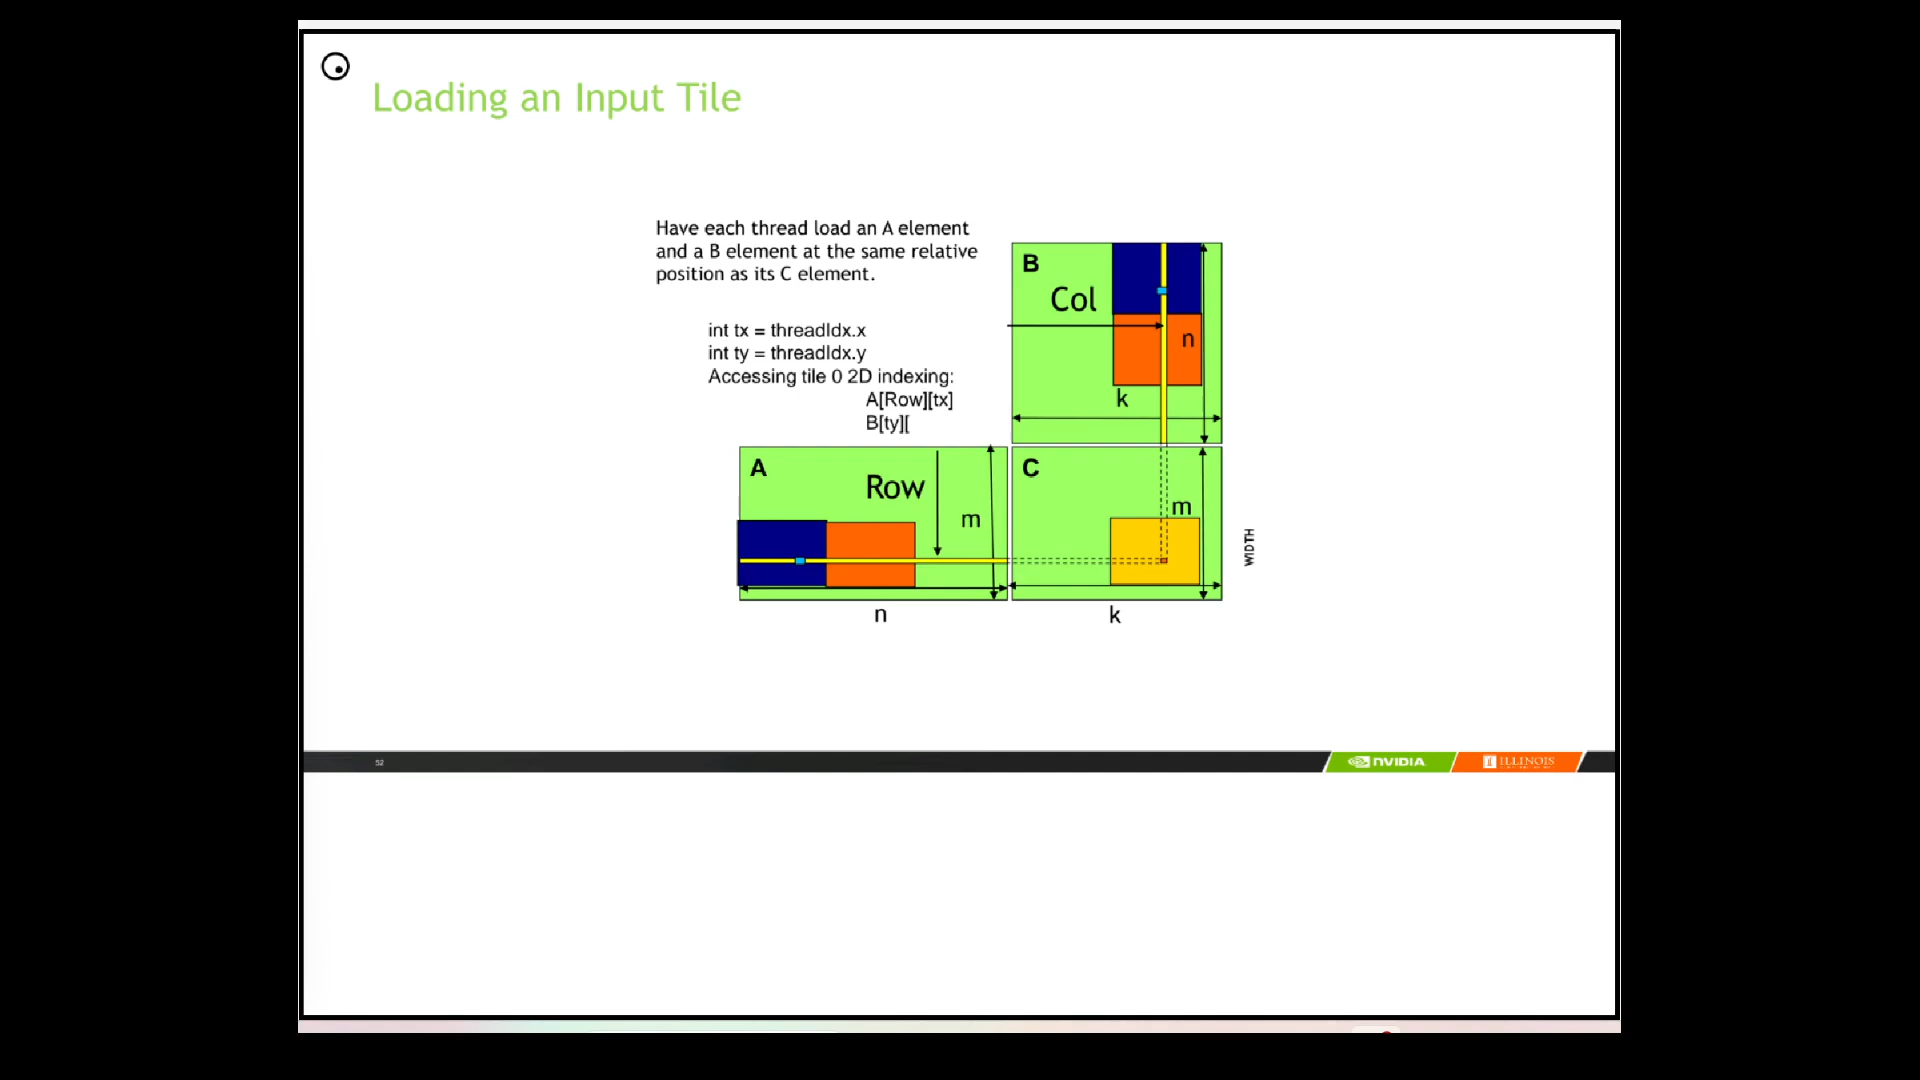 Loading an Input Tile
Have each thread load an A element
and a B element at the same relative
position as its C element.
int tx = threadIdx.x
int ty = threadIdx.y
Accessing tile 0 2D indexing:
A[Row][tx]
B[ty][
B
Col
n
k
A
Row
m
n
C
m
k
WIDTH
52
NVIDIA
I ILLINOIS